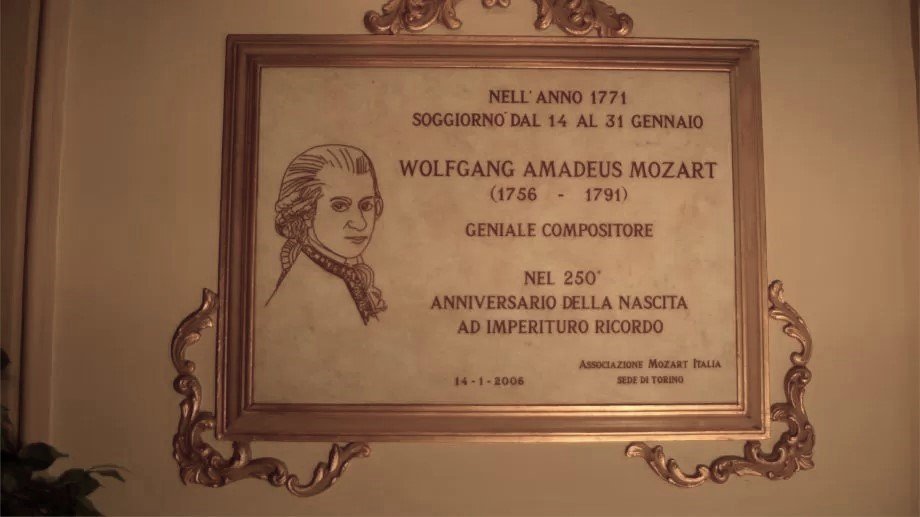 NELL'ANNO 1771
SOGGIORNO' DAL 14 AL 31 GENNAIO
WOLFGANG AMADEUS MOZART
(1756 - 1791)
GENIALE COMPOSITORE
NEL 250°
ANNIVERSARIO DELLA NASCITA
AD IMPERITURO RICORDO
ASSOCIAZIONE MOZART ITALIA
SEDE DI TORINO
14-1-2006